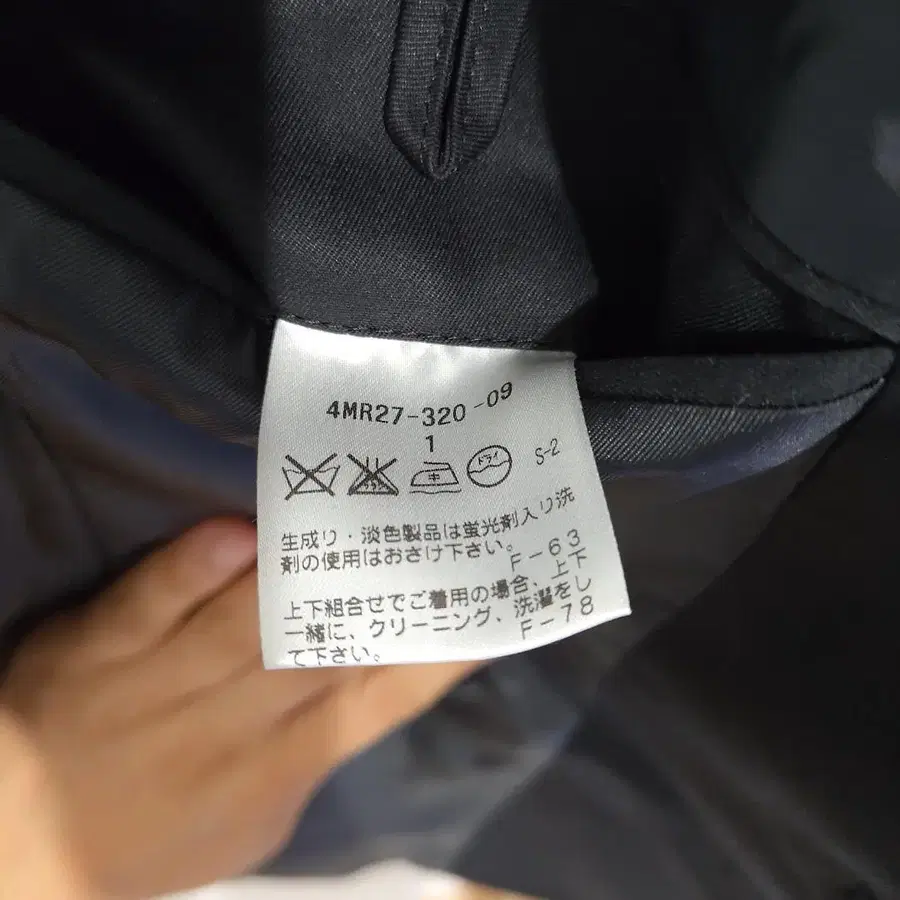 4MR27-320-09
1
中 ドライ S-2
生成り・淡色製品は蛍光剤入り洗
剤の使用はおさけ下さい。
F-63
上下組合せでご着用の場合、上下
一緒に、クリーニング、洗濯をし
て下さい。
F-78